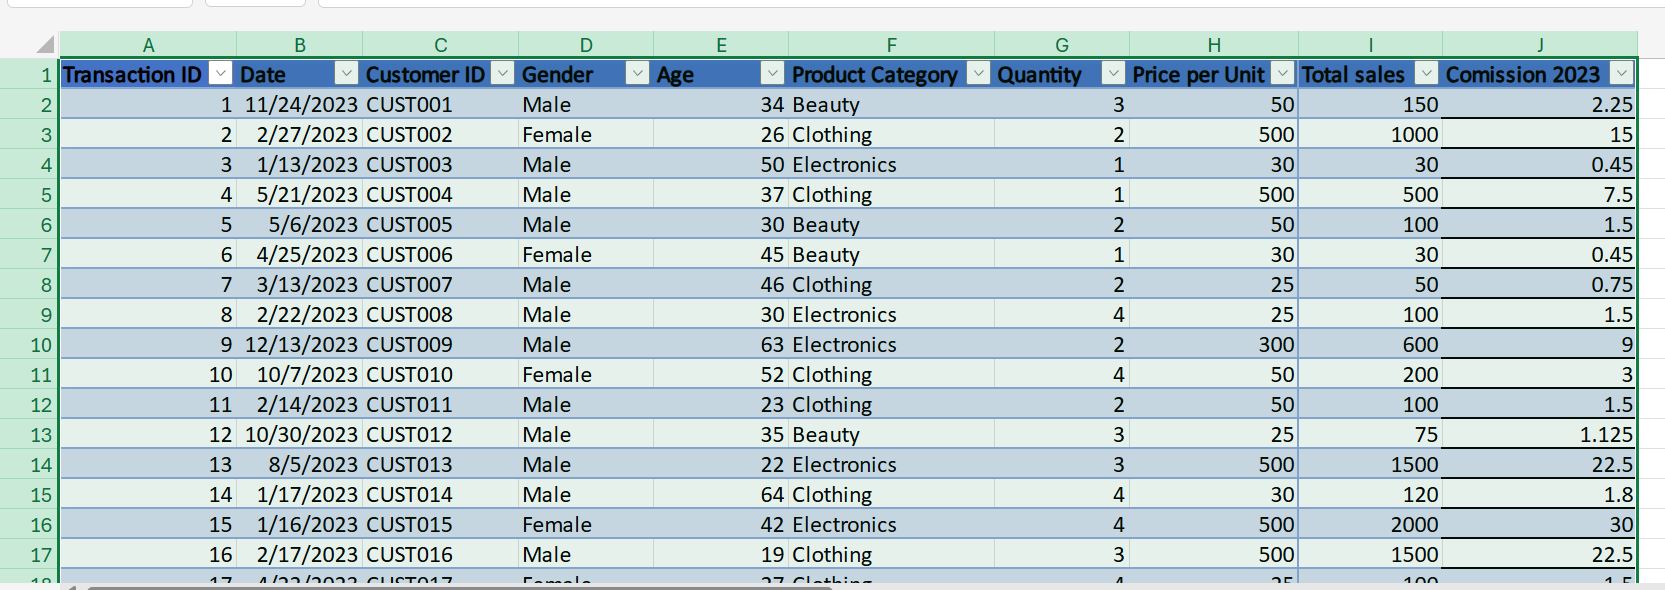 A B C D E F G H I J
1 Transaction ID Date Customer ID Gender Age Product Category Quantity Price per Unit Total sales Comission 2023
2 1 11/24/2023 CUST001 Male 34 Beauty 3 50 150 2.25
3 2 2/27/2023 CUST002 Female 26 Clothing 2 500 1000 15
4 3 1/13/2023 CUST003 Male 50 Electronics 1 30 30 0.45
5 4 5/21/2023 CUST004 Male 37 Clothing 1 500 500 7.5
6 5 5/6/2023 CUST005 Male 30 Beauty 2 50 100 1.5
7 6 4/25/2023 CUST006 Female 45 Beauty 1 30 30 0.45
8 7 3/13/2023 CUST007 Male 46 Clothing 2 25 50 0.75
9 8 2/22/2023 CUST008 Male 30 Electronics 4 25 100 1.5
10 9 12/13/2023 CUST009 Male 63 Electronics 2 300 600 9
11 10 10/7/2023 CUST010 Female 52 Clothing 4 50 200 3
12 11 2/14/2023 CUST011 Male 23 Clothing 2 50 100 1.5
13 12 10/30/2023 CUST012 Male 35 Beauty 3 25 75 1.125
14 13 8/5/2023 CUST013 Male 22 Electronics 3 500 1500 22.5
15 14 1/17/2023 CUST014 Male 64 Clothing 4 30 120 1.8
16 15 1/16/2023 CUST015 Female 42 Electronics 4 500 2000 30
17 16 2/17/2023 CUST016 Male 19 Clothing 3 500 1500 22.5